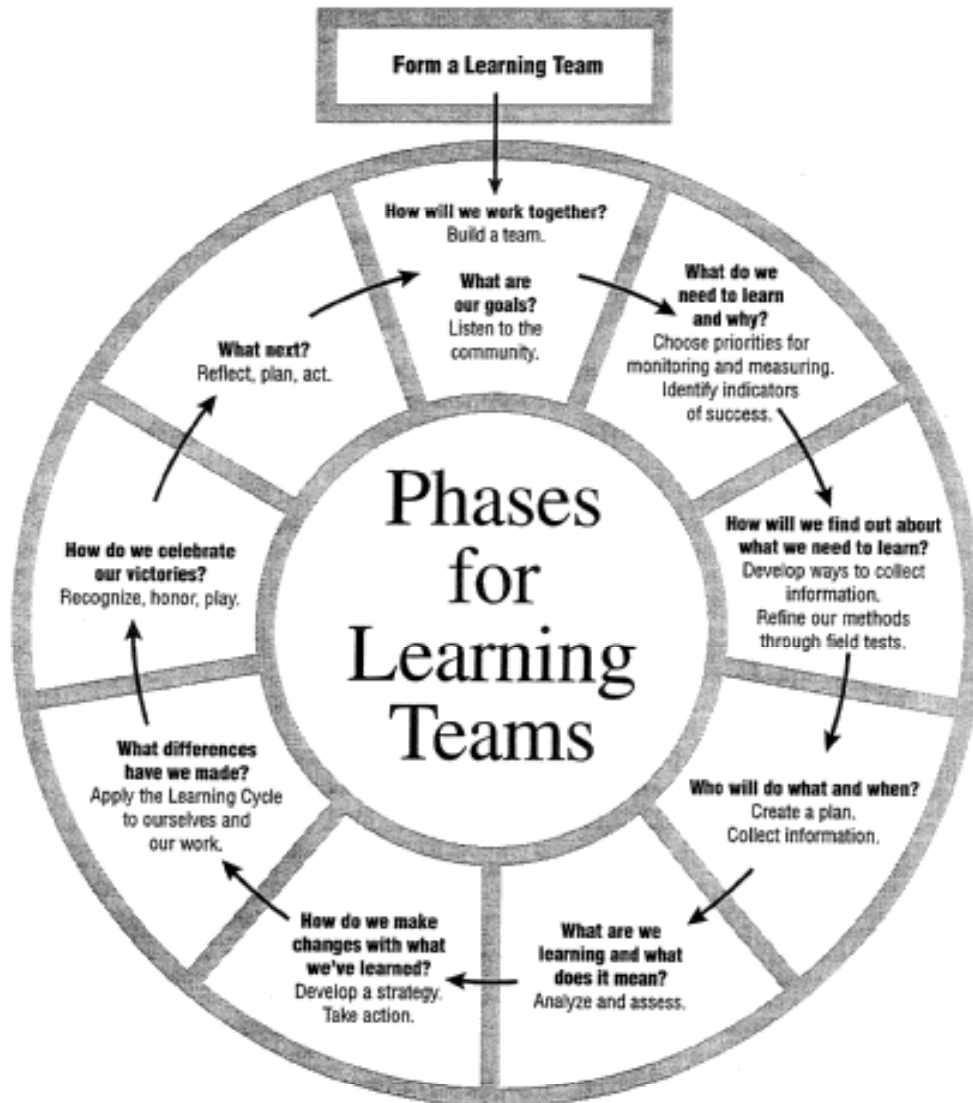 Form a Learning Team
How will we work together?
Build a team.
What are
our goals?
Listen to the
community.
What do we
need to learn
and why?
Choose priorities for
monitoring and measuring.
Identify indicators
of success.
How will we find out about
what we need to learn?
Develop ways to collect
information.
Refine our methods
through field tests.
Who will do what and when?
Create a plan.
Collect information.
What are we
learning and what
does it mean?
Analyze and assess.
How do we make
changes with what
we've learned?
Develop a strategy.
Take action.
What differences
have we made?
Apply the Learning Cycle
to ourselves and
our work.
How do we celebrate
our victories?
Recognize, honor, play.
What next?
Reflect, plan, act.
Phases
for
Learning
Teams